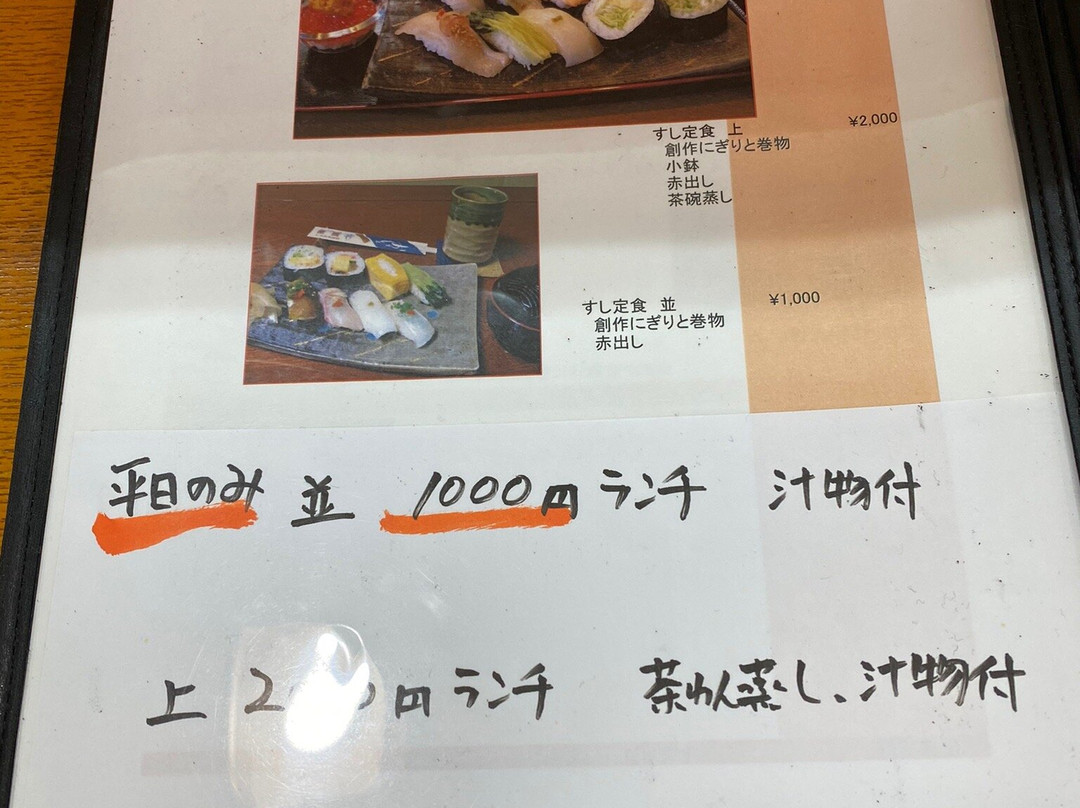 すし定食 上 ¥2,000
創作にぎりと巻物
小鉢
赤出し
茶碗蒸し
すし定食 並 ¥1,000
創作にぎりと巻物
赤出し
平日のみ 並 1000円 ランチ 汁物付
上 円 ランチ 茶わん蒸し、汁物付